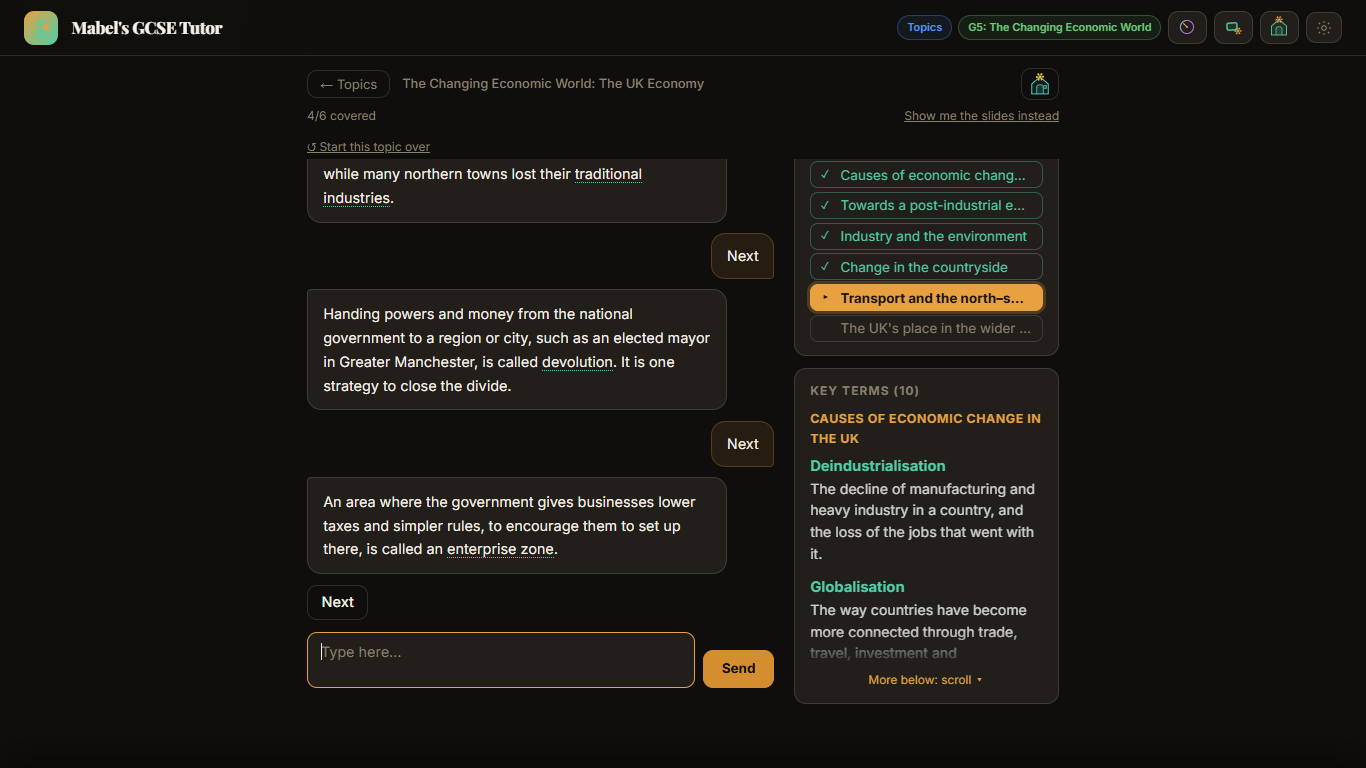 Mabel's GCSE Tutor
Topics
G5: The Changing Economic World
← Topics
The Changing Economic World: The UK Economy
4/6 covered
Show me the slides instead
↺ Start this topic over
while many northern towns lost their traditional
industries.
Next
Handing powers and money from the national
government to a region or city, such as an elected mayor
in Greater Manchester, is called devolution. It is one
strategy to close the divide.
Next
An area where the government gives businesses lower
taxes and simpler rules, to encourage them to set up
there, is called an enterprise zone.
Next
Type here...
Send
✓ Causes of economic chang...
✓ Towards a post-industrial e...
✓ Industry and the environment
✓ Change in the countryside
▸ Transport and the north–s...
The UK's place in the wider ...
KEY TERMS (10)
CAUSES OF ECONOMIC CHANGE IN
THE UK
Deindustrialisation
The decline of manufacturing and
heavy industry in a country, and
the loss of the jobs that went with
it.
Globalisation
The way countries have become
more connected through trade,
travel, investment and
More below: scroll ▾